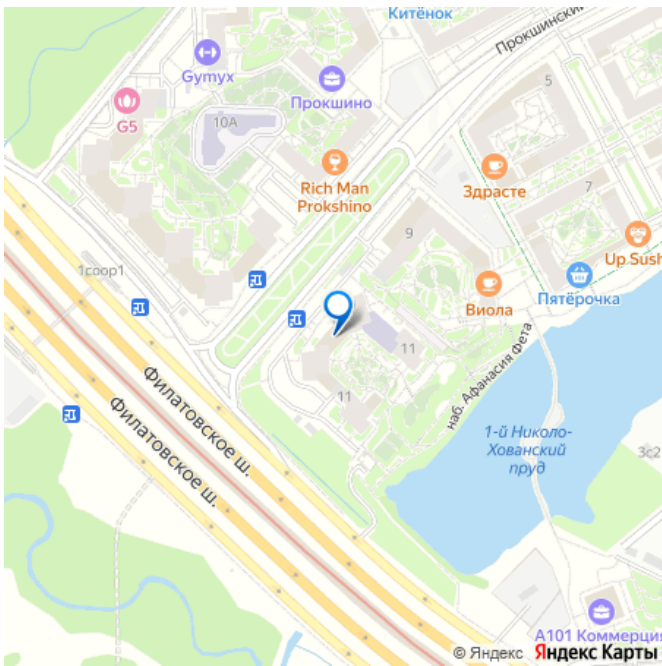 Китёнок
Прокшинский
Gymyx
Прокшино
5
G5
10А
Rich Man
Prokshino
Здрасте
7
9
Up Sush
1соор1
Виола
Пятёрочка
наб. Афанасия Фета
11
11
Филатовское ш.
Филатовское ш.
1-й Николо-
Хованский
пруд
3с2
А101 Коммерция
© Яндекс Яндекс Карты